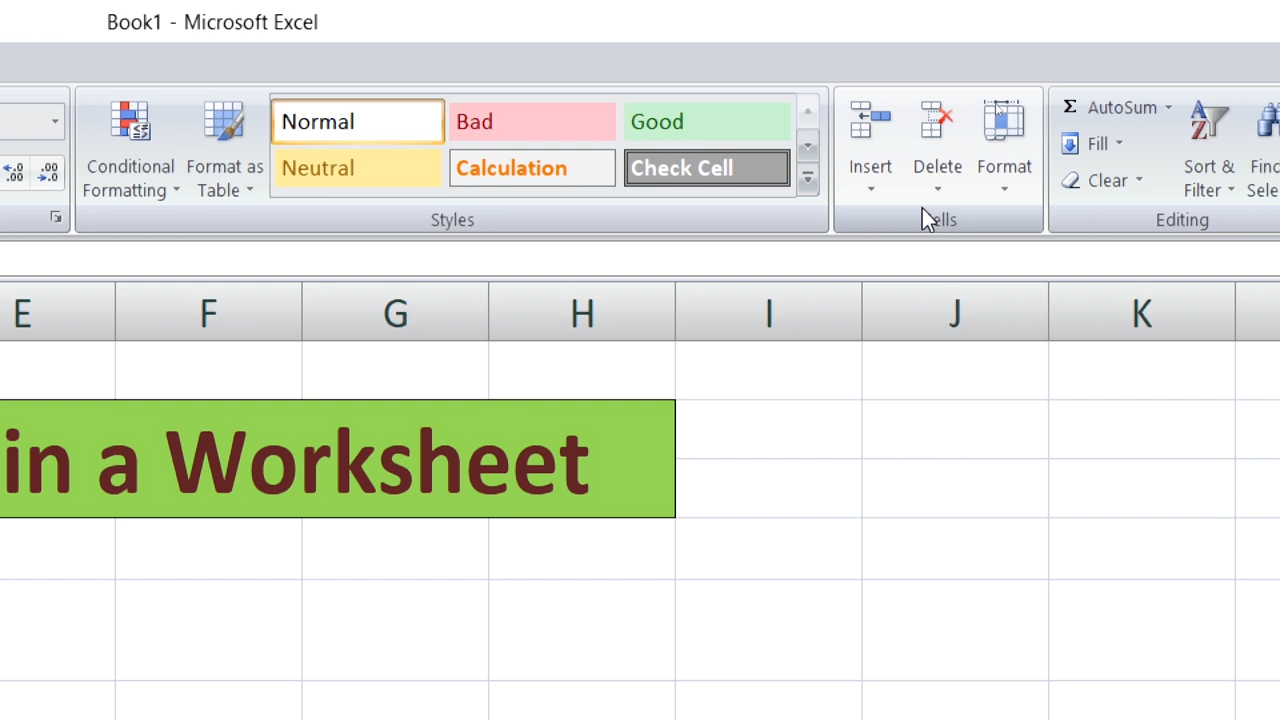 Book1 - Microsoft Excel
Normal Bad Good
Neutral Calculation Check Cell
Conditional Formatting
Format as Table
Styles
Insert Delete Format
AutoSum
Fill
Clear
Sort & Filter
Editing
E F G H I J K
in a Worksheet